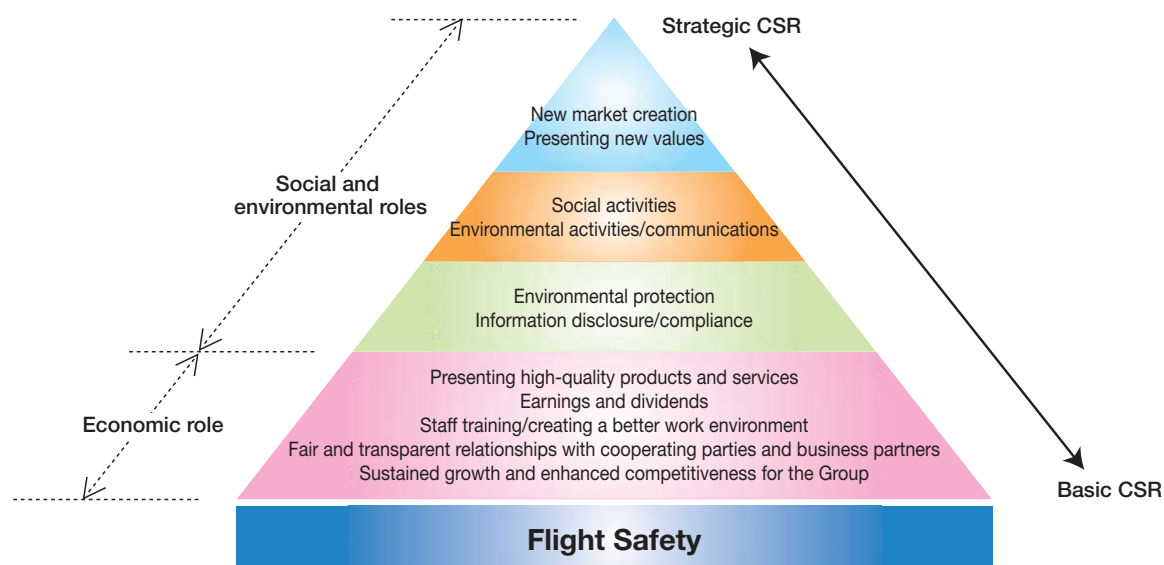 Strategic CSR
New market creation
Presenting new values
Social and
environmental roles
Social activities
Environmental activities/communications
Environmental protection
Information disclosure/compliance
Economic role
Presenting high-quality products and services
Earnings and dividends
Staff training/creating a better work environment
Fair and transparent relationships with cooperating parties and business partners
Sustained growth and enhanced competitiveness for the Group
Basic CSR
Flight Safety